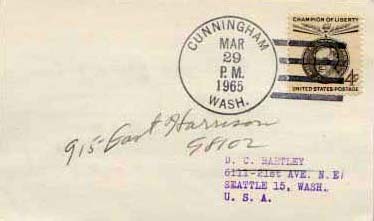 CUNNINGHAM
MAR
29
P.M.
1965
WASH.
CHAMPION OF LIBERTY
4¢
UNITED STATES POSTAGE
915 East Harrison
98102
D. C. BARTLEY
6111-21st AVE. N.E/
SEATTLE 15, WASH.
U. S. A.